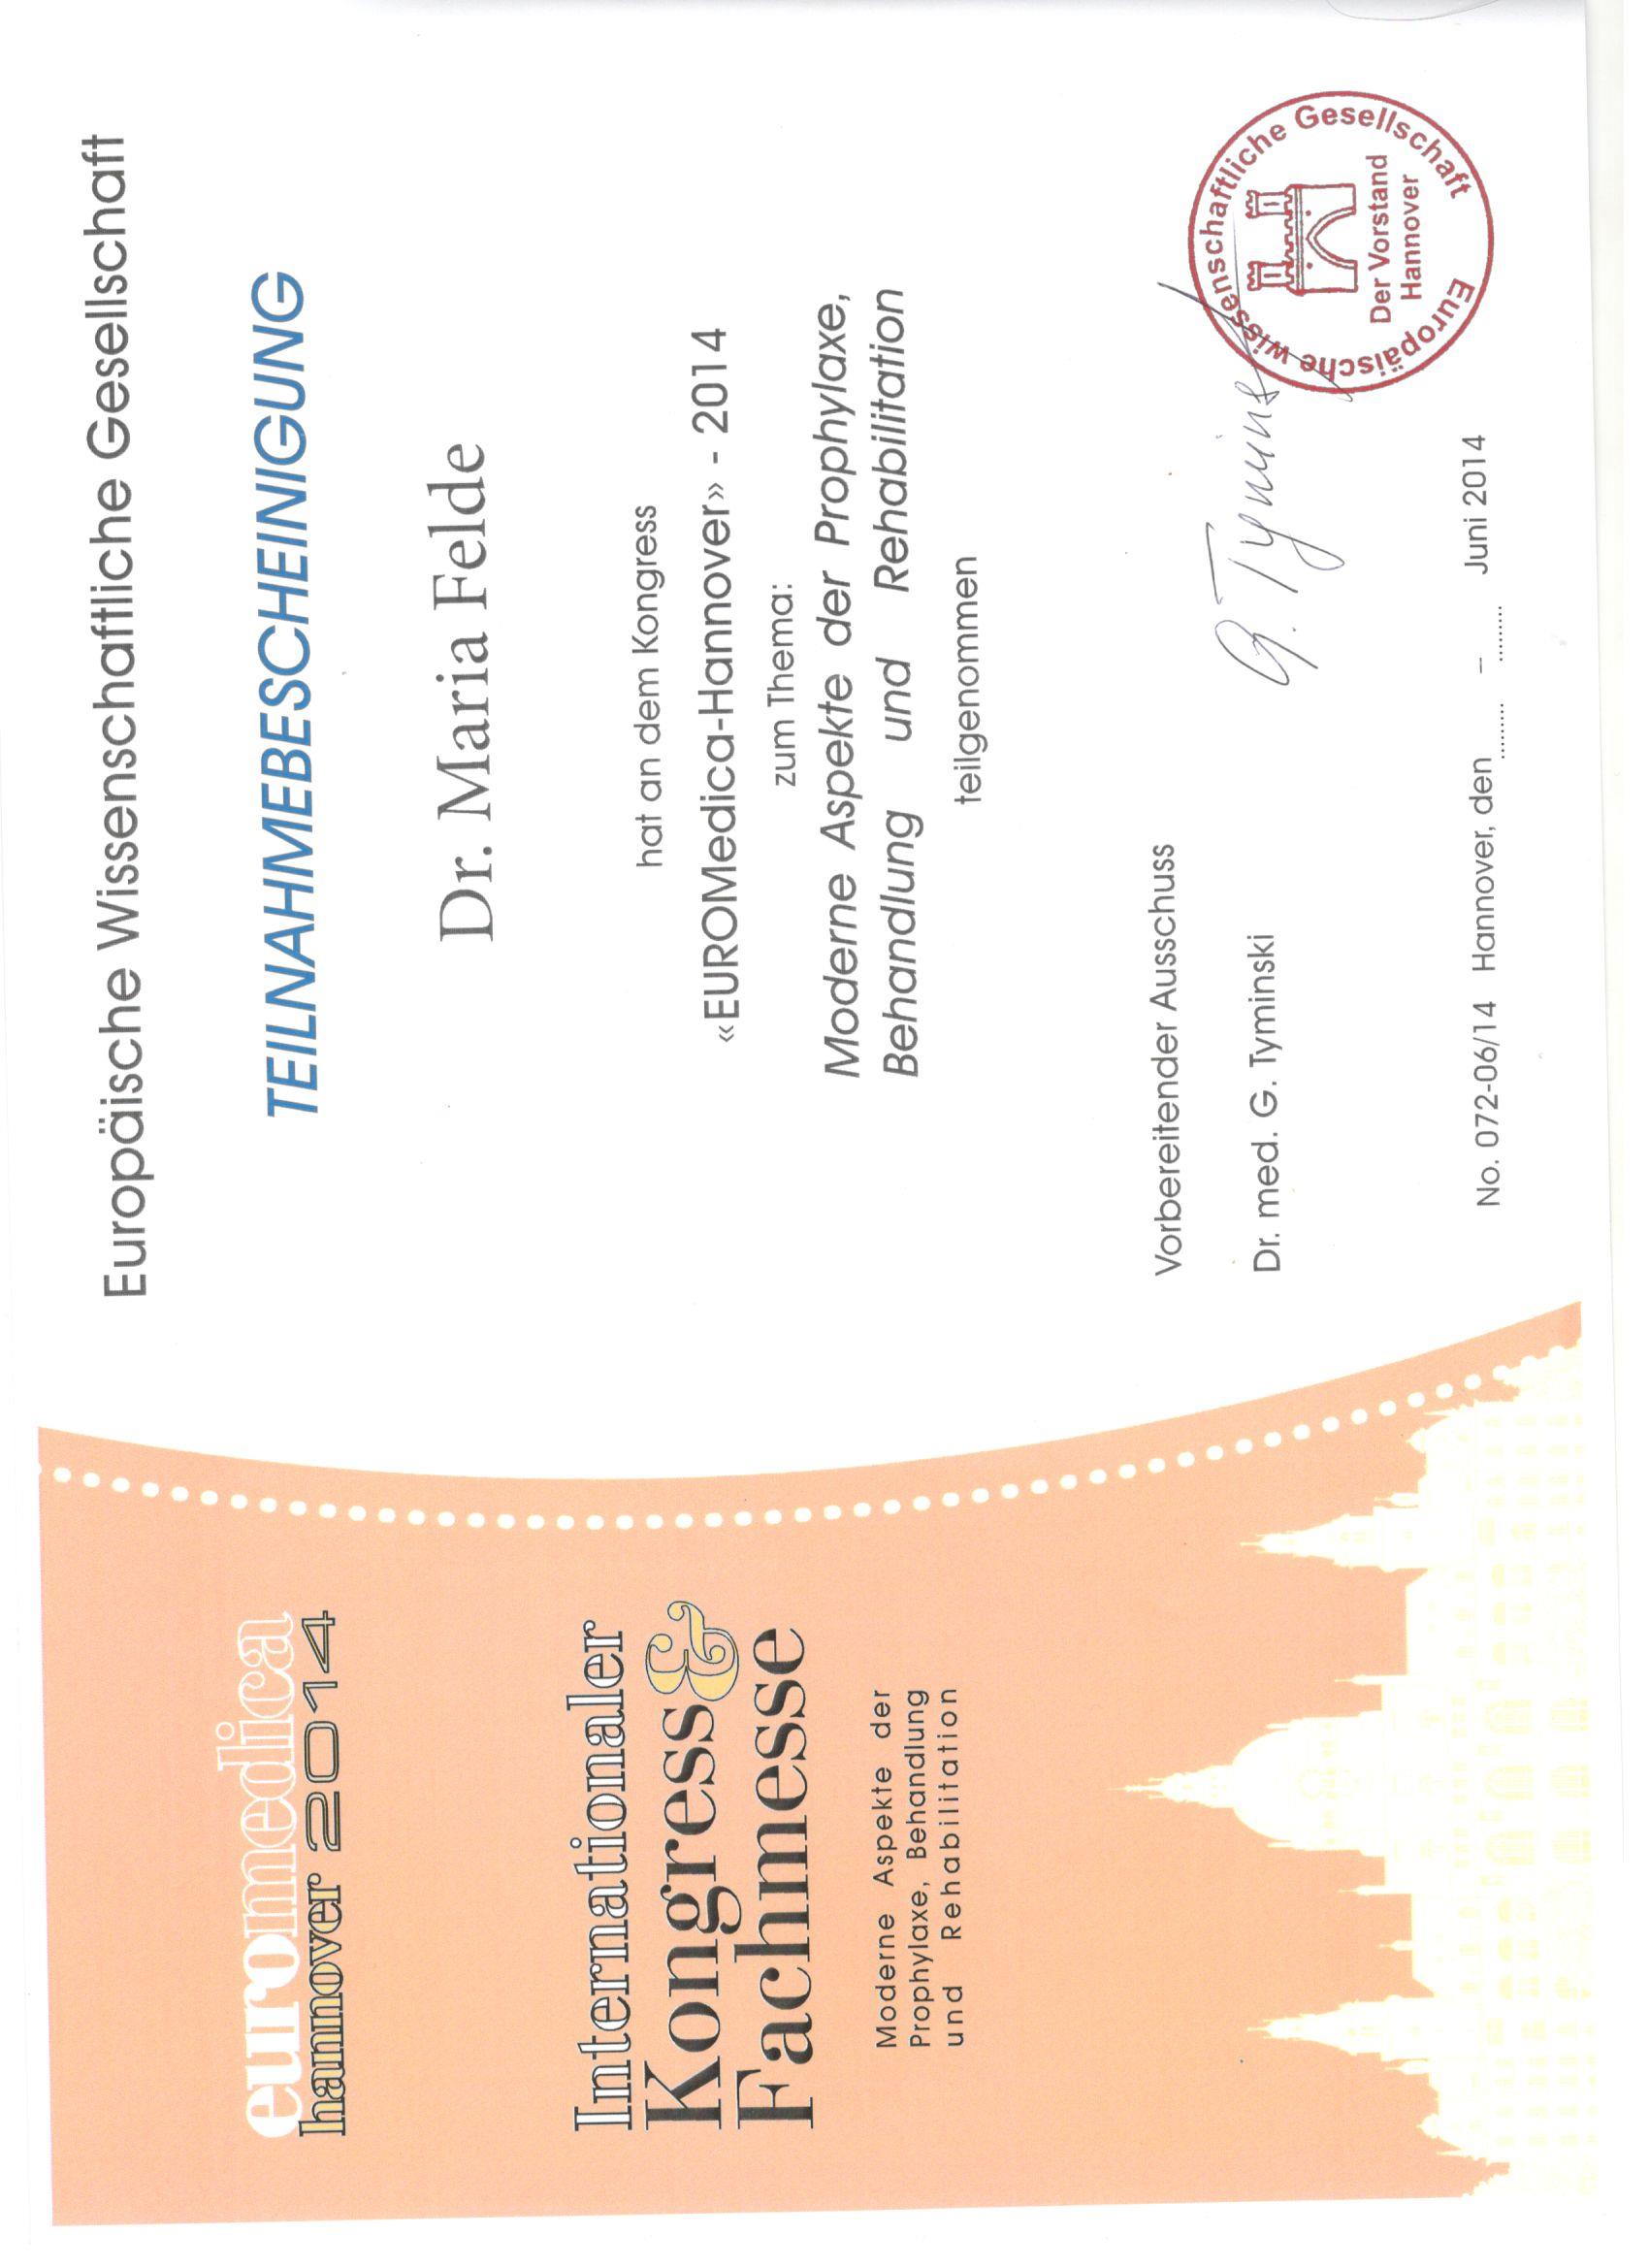 euromedica
hannover 2014
Internationaler
Kongress &
Fachmesse
Moderne Aspekte der
Prophylaxe, Behandlung
und Rehabilitation
Europäische Wissenschaftliche Gesellschaft
TEILNAHMEBESCHEINIGUNG
Dr. Maria Felde
hat an dem Kongress
«EUROMedica-Hannover» - 2014
zum Thema:
Moderne Aspekte der Prophylaxe,
Behandlung und Rehabilitation
teilgenommen
Vorbereitender Ausschuss
Dr. med. G. Tyminski
G. Tyminski
Europäische wissenschaftliche Gesellschaft
Der Vorstand
Hannover
No. 072-06/14 Hannover, den ........ – ........ Juni 2014